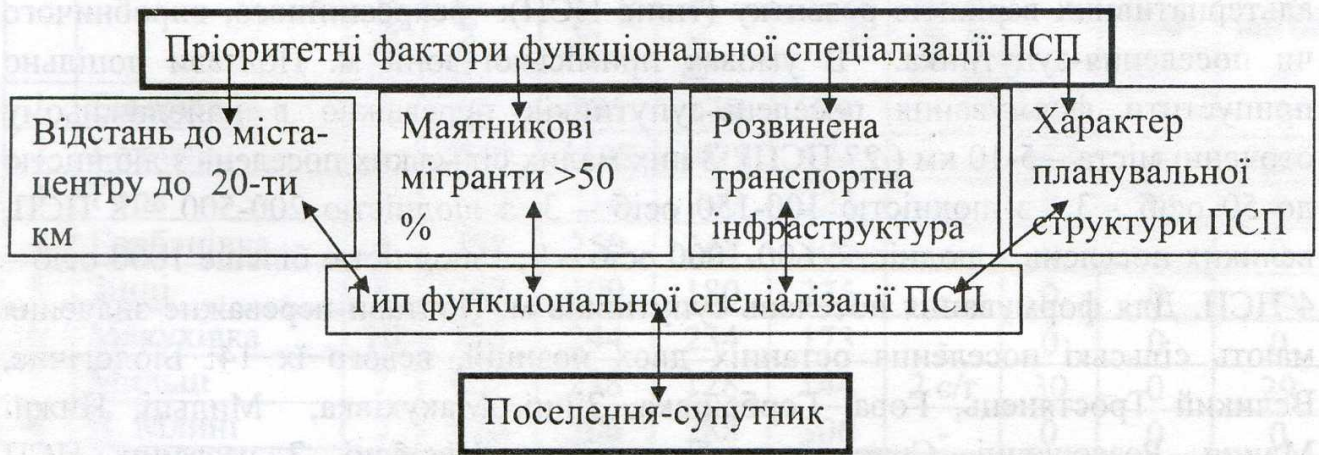 Пріоритетні фактори функціональної спеціалізації ПСП
Відстань до міста-
центру до 20-ти
км
Маятникові
мігранти >50
%
Розвинена
транспортна
інфраструктура
Характер
планувальної
структури ПСП
ип функціональної спеціалізації ПСП
Поселення-супутник